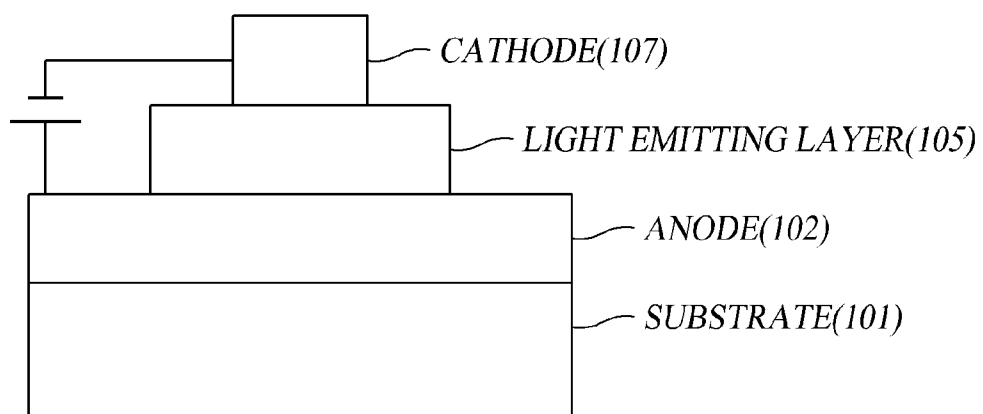 CATHODE(107)
LIGHT EMITTING LAYER(105)
ANODE(102)
SUBSTRATE(101)